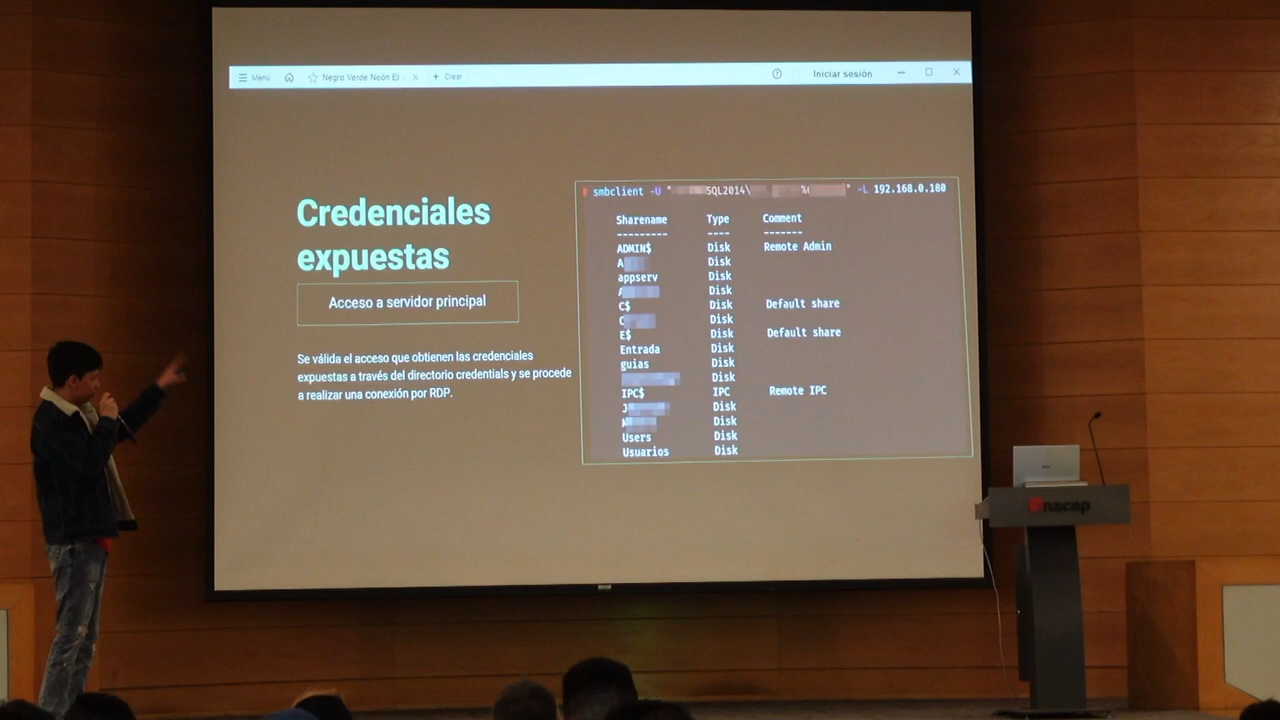 Menú
Negro Verde Neón El...
Crear
Iniciar sesión
Credenciales
expuestas
Acceso a servidor principal
Se válida el acceso que obtienen las credenciales
expuestas a través del directorio credentials y se procede
a realizar una conexión por RDP.
smbclient -U " SQL2014\ % " -L 192.168.0.180
Sharename Type Comment
--------- ---- -------
ADMIN$ Disk Remote Admin
A Disk
appserv Disk
Disk
C$ Disk Default share
C Disk
E$ Disk Default share
Entrada Disk
guias Disk
Disk
IPC$ IPC Remote IPC
J Disk
Disk
Users Disk
Usuarios Disk
inacap